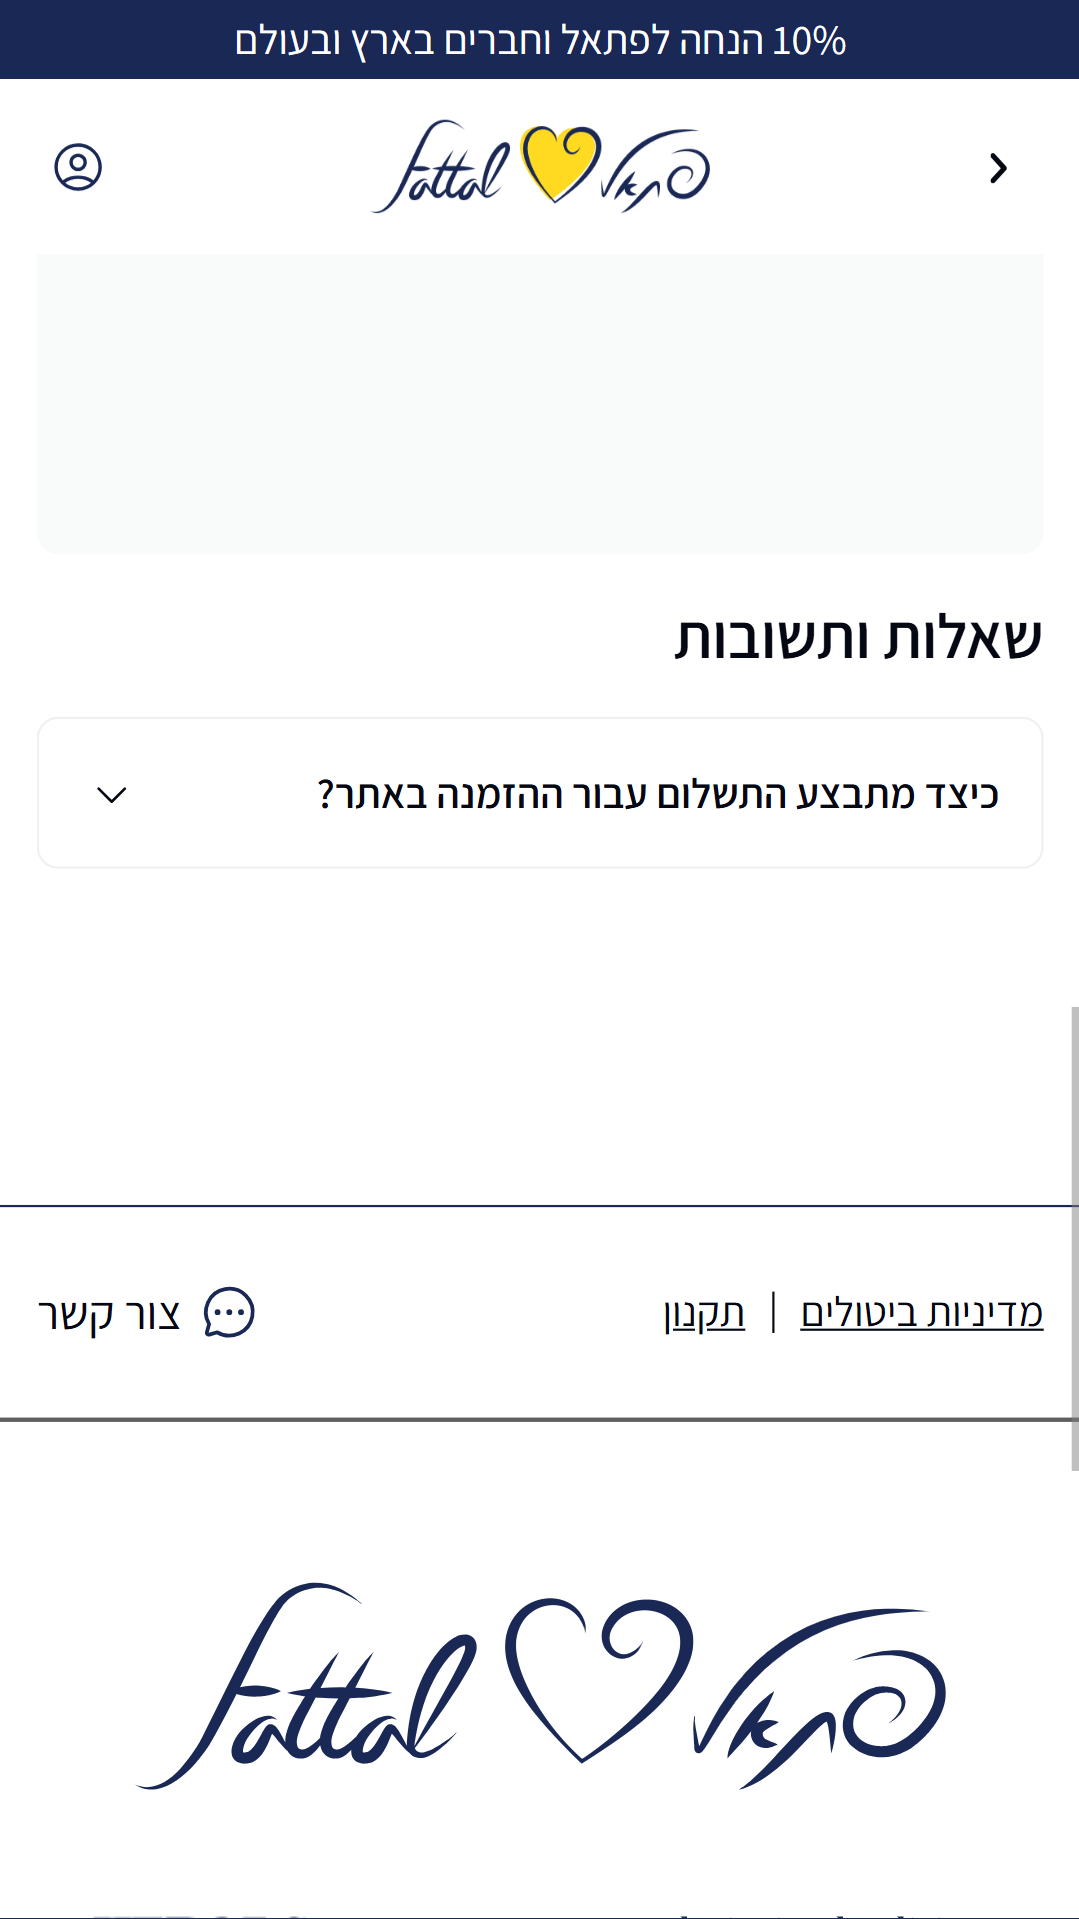 10% הנחה לפתאל וחברים בארץ ובעולם
פתאל Fattal
שאלות ותשובות
כיצד מתבצע התשלום עבור ההזמנה באתר?
מדיניות ביטולים | תקנון
צור קשר
פתאל Fattal